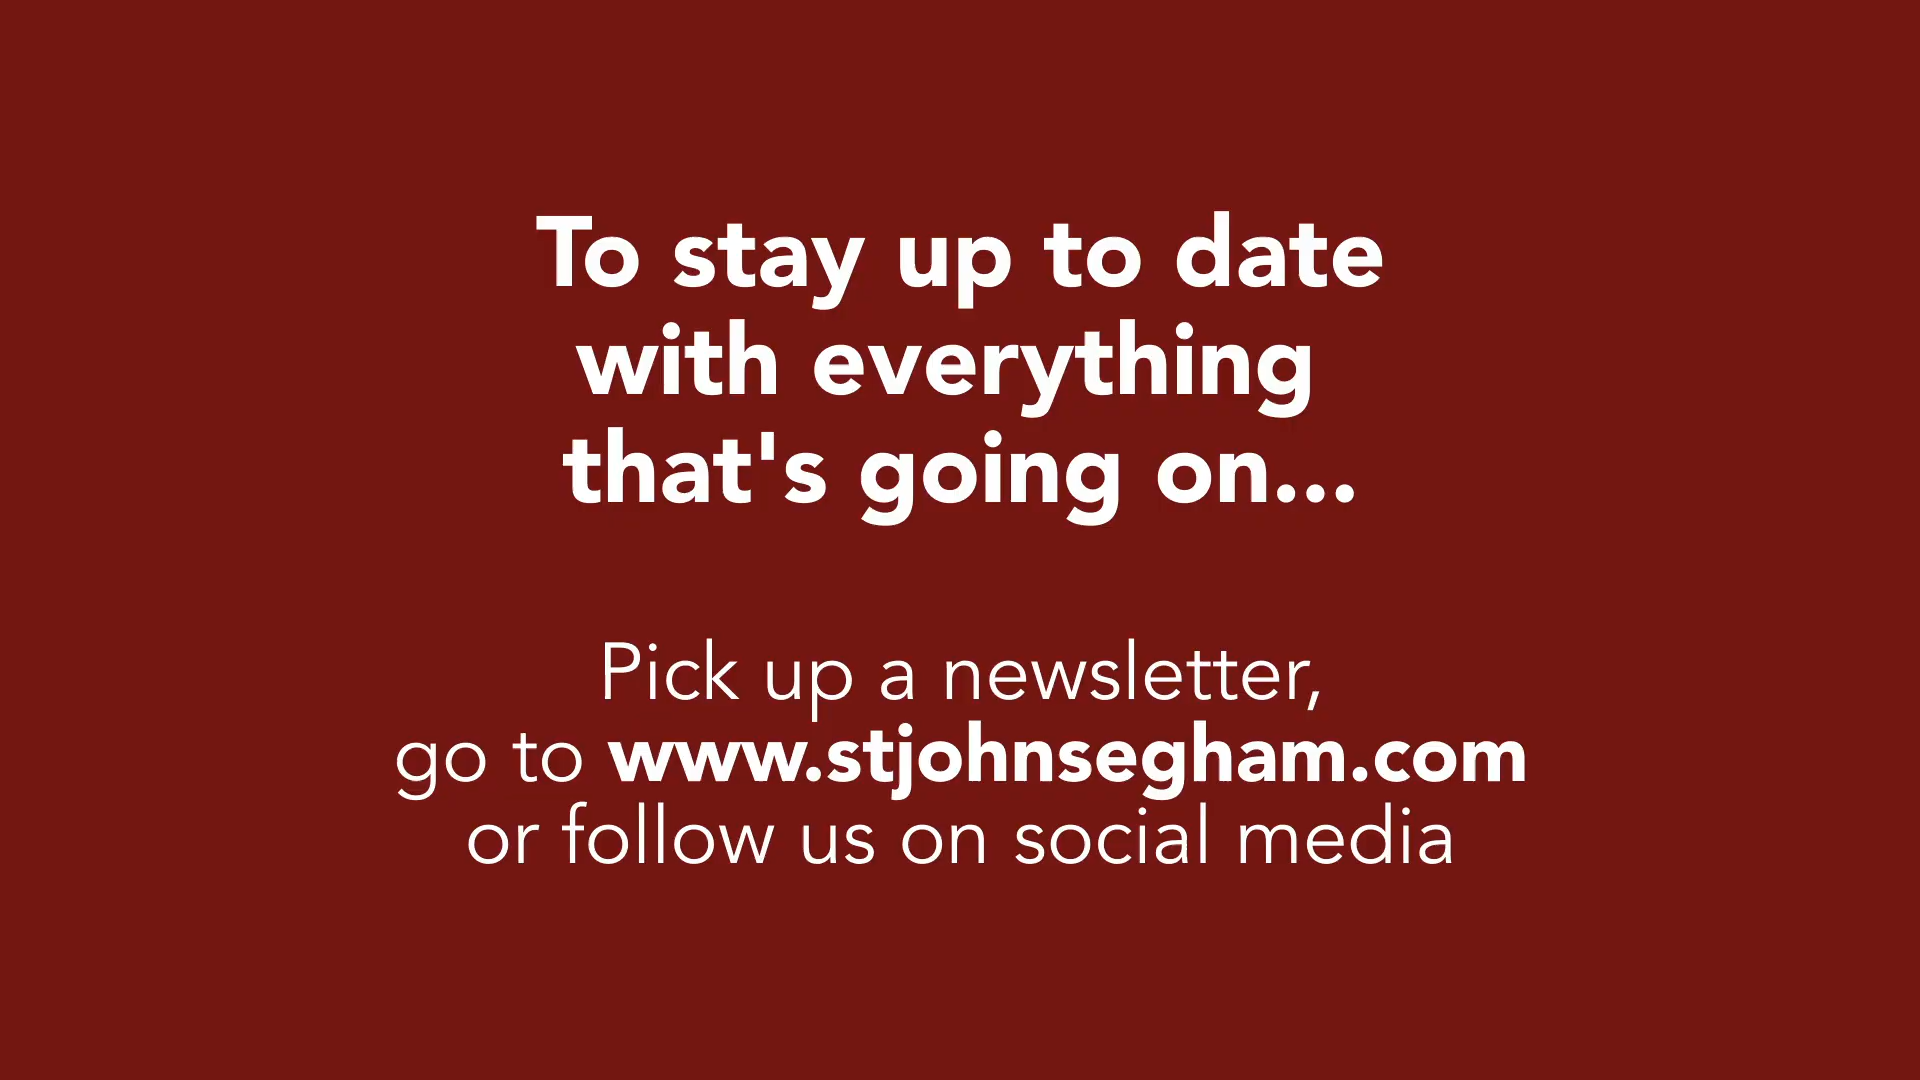 To stay up to date
with everything
that's going on...
Pick up a newsletter,
go to www.stjohnsegham.com
or follow us on social media